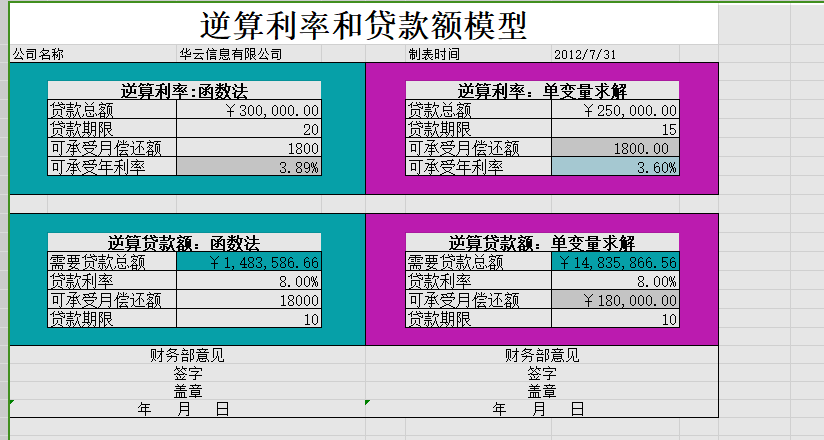 逆算利率和贷款额模型
公司名称 华云信息有限公司 制表时间 2012/7/31
逆算利率:函数法 逆算利率：单变量求解
贷款总额 ￥300,000.00 贷款总额 ￥250,000.00
贷款期限 20 贷款期限 15
可承受月偿还额 1800 可承受月偿还额 1800.00
可承受年利率 3.89% 可承受年利率 3.60%
逆算贷款额：函数法 逆算贷款额：单变量求解
需要贷款总额 ￥1,483,586.66 需要贷款总额 ￥14,835,866.56
贷款利率 8.00% 贷款利率 8.00%
可承受月偿还额 18000 可承受月偿还额 ￥180,000.00
贷款期限 10 贷款期限 10
财务部意见 财务部意见
签字 签字
盖章 盖章
年 月 日 年 月 日